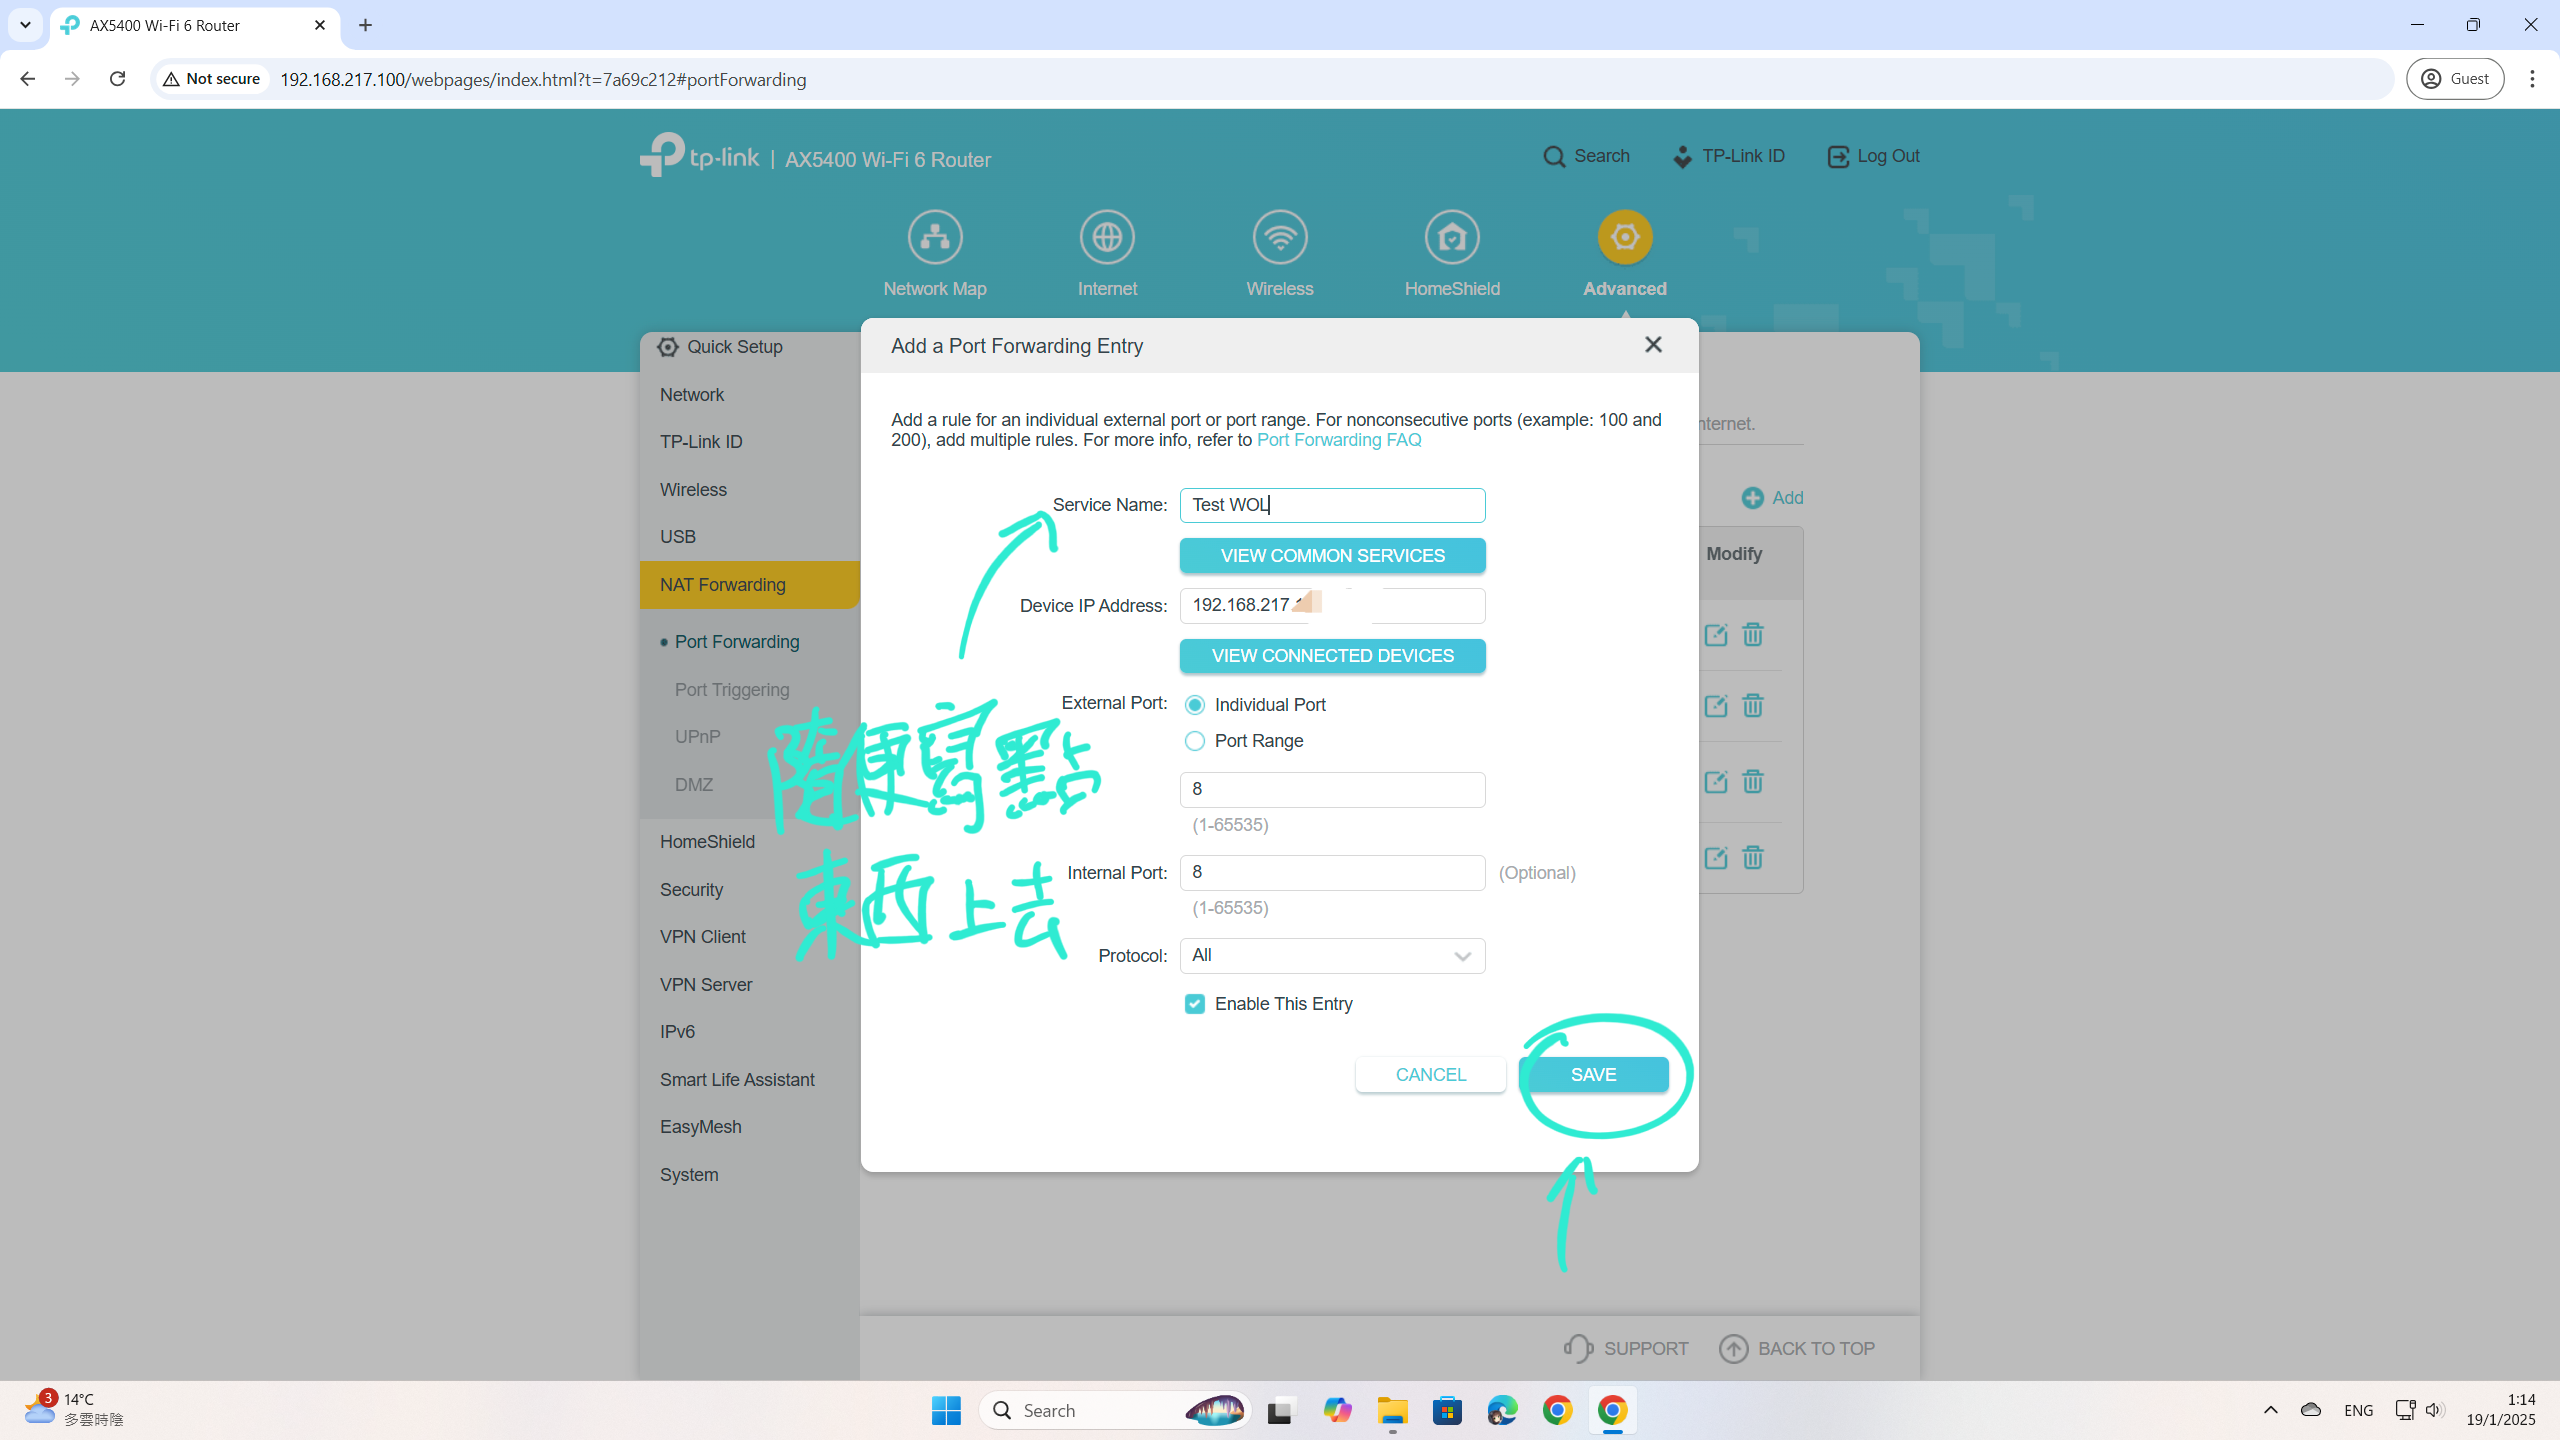 AX5400 Wi-Fi 6 Router
Not secure
192.168.217.100/webpages/index.html?t=7a69c212#portForwarding
Guest
tp-link | AX5400 Wi-Fi 6 Router
Search
TP-Link ID
Log Out
Network Map
Internet
Wireless
HomeShield
Advanced
Quick Setup
Network
TP-Link ID
Wireless
USB
NAT Forwarding
Port Forwarding
Port Triggering
UPnP
DMZ
HomeShield
Security
VPN Client
VPN Server
IPv6
Smart Life Assistant
EasyMesh
System
Add a Port Forwarding Entry
Add a rule for an individual external port or port range. For nonconsecutive ports (example: 100 and
200), add multiple rules. For more info, refer to Port Forwarding FAQ
Service Name: Test WOL
VIEW COMMON SERVICES
Device IP Address: 192.168.217.
VIEW CONNECTED DEVICES
External Port: Individual Port
Port Range
8
(1-65535)
Internal Port: 8 (Optional)
(1-65535)
Protocol: All
Enable This Entry
CANCEL
SAVE
隨便寫點
東西上去
Add
Modify
SUPPORT
BACK TO TOP
3
14°C
多雲時陰
Search
ENG
1:14
19/1/2025